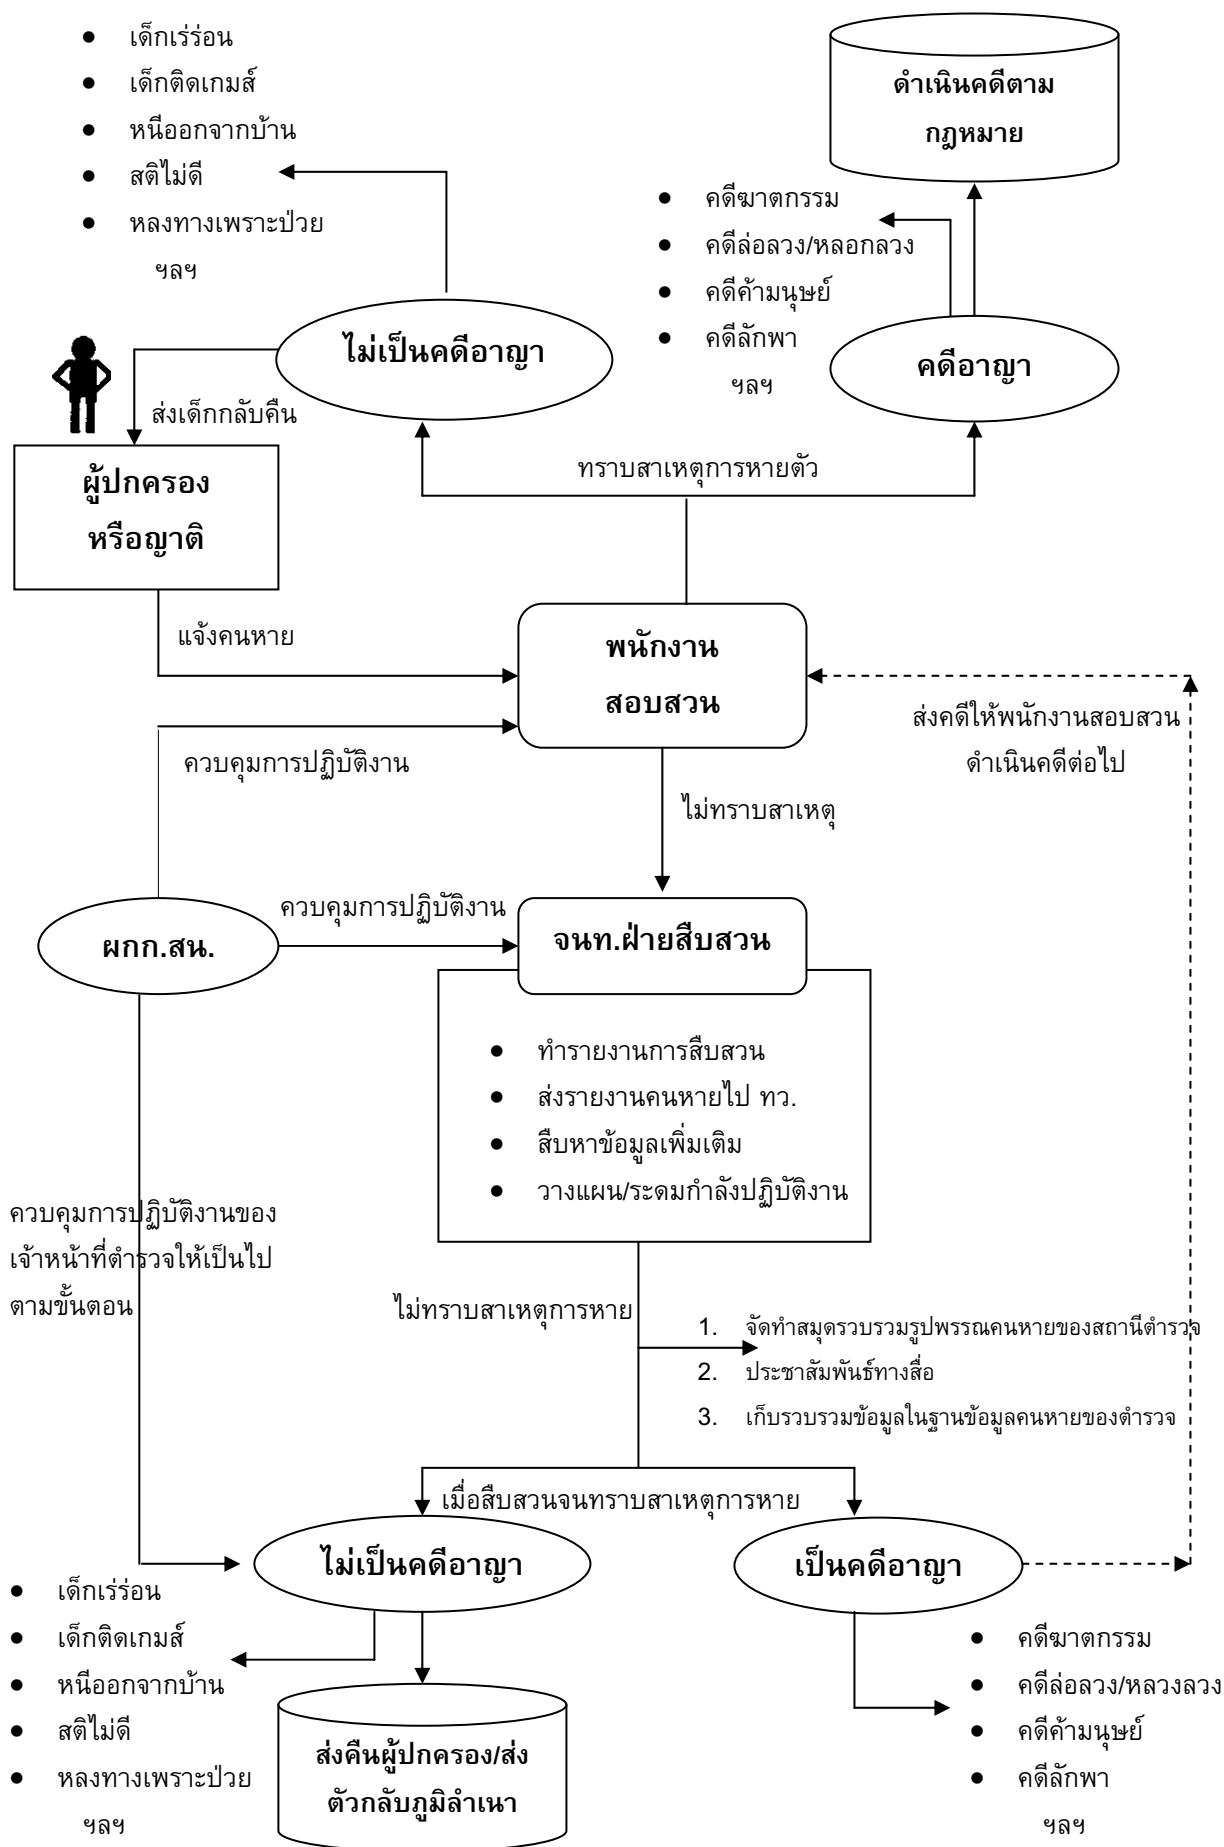 ● เด็กเร่ร่อน
● เด็กติดเกมส์
● หนีออกจากบ้าน
● สติไม่ดี
● หลงทางเพราะป่วย
ฯลฯ
ดำเนินคดีตาม
กฎหมาย
● คดีฆาตกรรม
● คดีล่อลวง/หลอกลวง
● คดีค้ามนุษย์
● คดีลักพา
ฯลฯ
ไม่เป็นคดีอาญา
คดีอาญา
ส่งเด็กกลับคืน
ผู้ปกครอง
หรือญาติ
ทราบสาเหตุการหายตัว
แจ้งคนหาย
พนักงาน
สอบสวน
ส่งคดีให้พนักงานสอบสวน
ดำเนินคดีต่อไป
ควบคุมการปฏิบัติงาน
ไม่ทราบสาเหตุ
ผกก.สน.
ควบคุมการปฏิบัติงาน
จนท.ฝ่ายสืบสวน
● ทำรายงานการสืบสวน
● ส่งรายงานคนหายไป ทว.
● สืบหาข้อมูลเพิ่มเติม
● วางแผน/ระดมกำลังปฏิบัติงาน
ควบคุมการปฏิบัติงานของ
เจ้าหน้าที่ตำรวจให้เป็นไป
ตามขั้นตอน
ไม่ทราบสาเหตุการหาย
1. จัดทำสมุดรวบรวมรูปพรรณคนหายของสถานีตำรวจ
2. ประชาสัมพันธ์ทางสื่อ
3. เก็บรวบรวมข้อมูลในฐานข้อมูลคนหายของตำรวจ
เมื่อสืบสวนจนทราบสาเหตุการหาย
ไม่เป็นคดีอาญา
เป็นคดีอาญา
● เด็กเร่ร่อน
● เด็กติดเกมส์
● หนีออกจากบ้าน
● สติไม่ดี
● หลงทางเพราะป่วย
ฯลฯ
ส่งคืนผู้ปกครอง/ส่ง
ตัวกลับภูมิลำเนา
● คดีฆาตกรรม
● คดีล่อลวง/หลวงลวง
● คดีค้ามนุษย์
● คดีลักพา
ฯลฯ